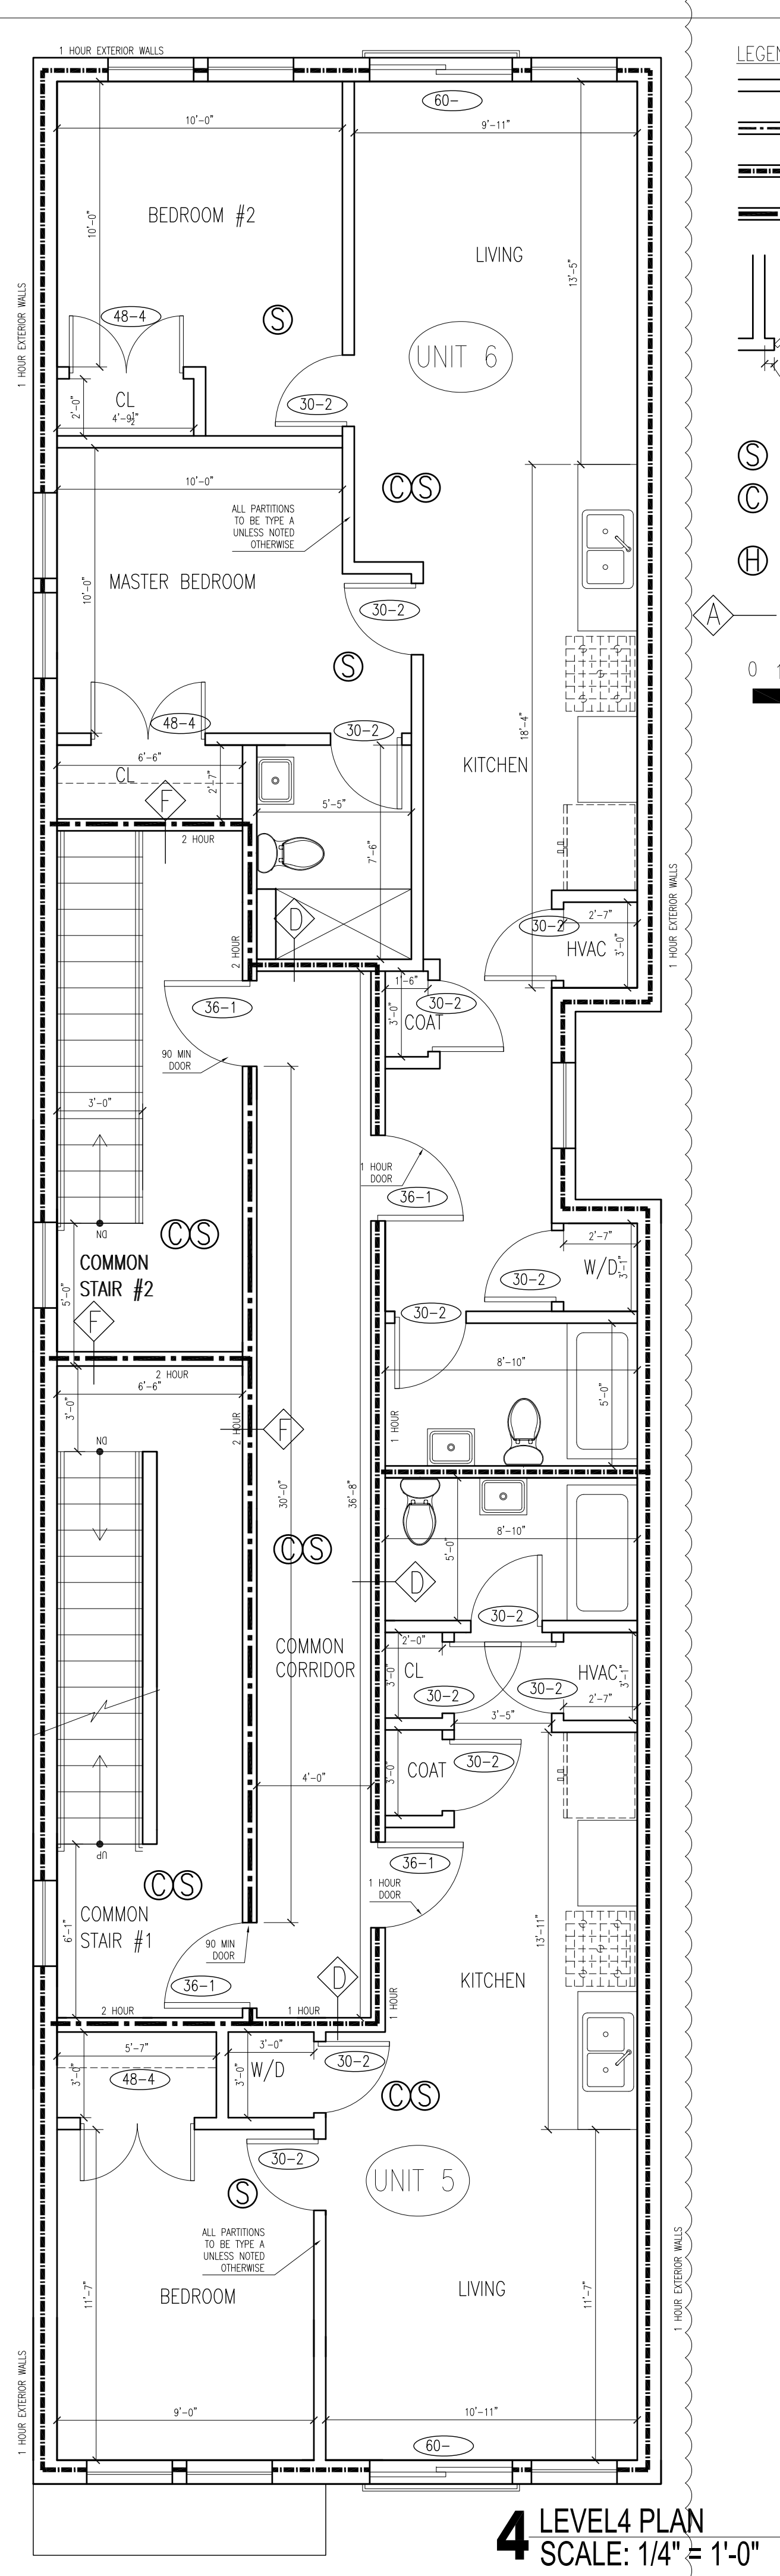 1 HOUR EXTERIOR WALLS
LEGEN
60-
10'-0"
9'-11"
BEDROOM #2
10'-0"
LIVING
13'-5"
1 HOUR EXTERIOR WALLS
48-4
S
UNIT 6
CL
2'-0"
4'-9½"
30-2
S
C
H
10'-0"
C S
ALL PARTITIONS
TO BE TYPE A
UNLESS NOTED
OTHERWISE
MASTER BEDROOM
10'-0"
30-2
A
S
0 1
48-4
30-2
18'-4"
KITCHEN
6'-6"
CL
2'-7"
F
5'-5"
2 HOUR
7'-6"
D
2 HOUR
30-2
2'-7"
HVAC
3'-0"
1 HOUR EXTERIOR WALLS
1'-6"
30-2
3'-0"
COAT
36-1
90 MIN
DOOR
3'-0"
1 HOUR
DOOR
36-1
DN
C S
COMMON
STAIR #2
5'-0"
2'-7"
W/D
3'-1"
30-2
30-2
F
2 HOUR
6'-6"
8'-10"
3'-0"
5'-0"
DN
2 HOUR
F
1 HOUR
30'-0"
36'-8"
C S
8'-10"
5'-0"
D
30-2
COMMON
CORRIDOR
2'-0"
CL
3'-0"
30-2
30-2
HVAC
3'-1"
2'-7"
3'-5"
COAT
3'-0"
30-2
4'-0"
UP
36-1
1 HOUR
DOOR
C S
COMMON
STAIR #1
6'-1"
90 MIN
DOOR
13'-11"
36-1
D
KITCHEN
2 HOUR
1 HOUR
1 HOUR
5'-7"
3'-0"
3'-0"
W/D
3'-0"
30-2
48-4
C S
30-2
S
UNIT 5
ALL PARTITIONS
TO BE TYPE A
UNLESS NOTED
OTHERWISE
BEDROOM
LIVING
11'-7"
11'-7"
1 HOUR EXTERIOR WALLS
1 HOUR EXTERIOR WALLS
9'-0"
10'-11"
60-
4 LEVEL4 PLAN
SCALE: 1/4" = 1'-0"